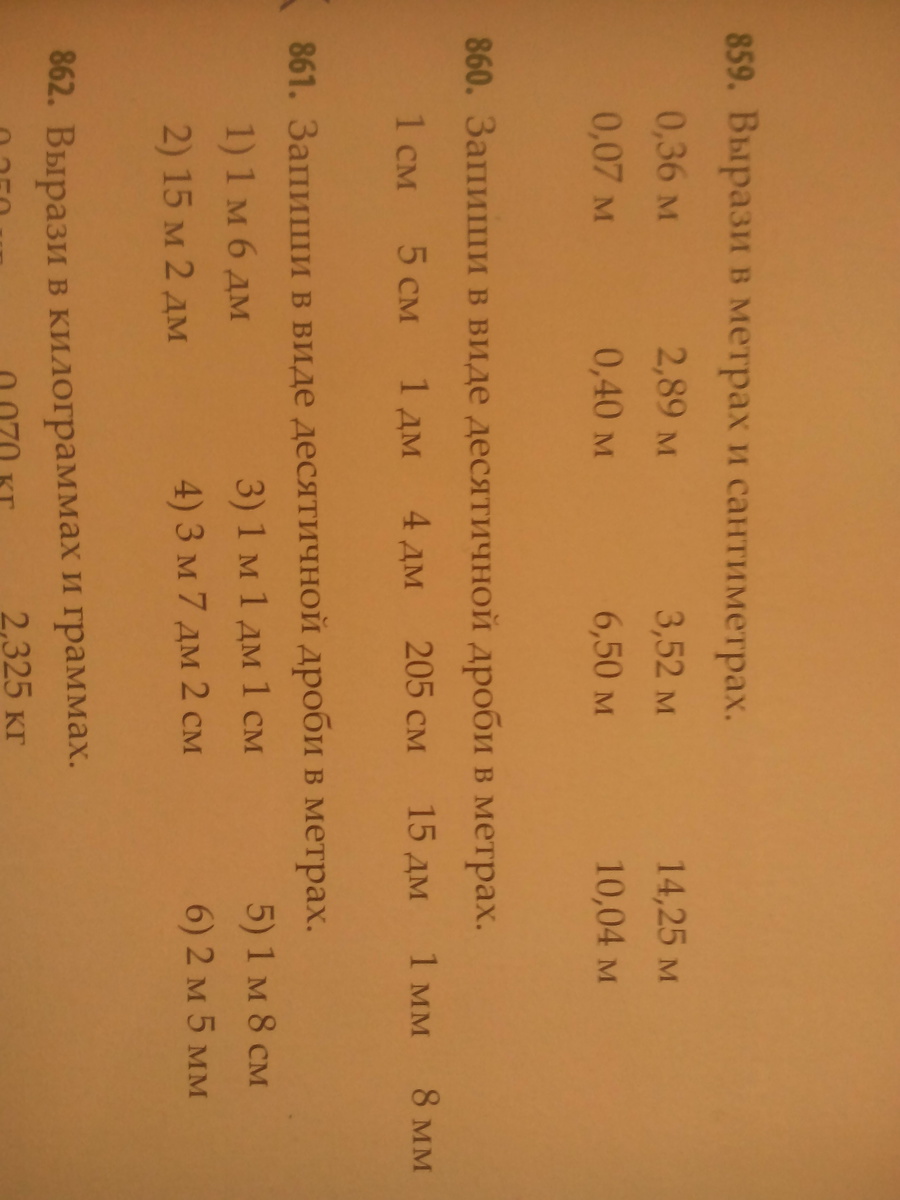 859. Вырази в метрах и сантиметрах.
0,36 м 2,89 м 3,52 м 14,25 м
0,07 м 0,40 м 6,50 м 10,04 м
860. Запиши в виде десятичной дроби в метрах.
1 см 5 см 1 дм 4 дм 205 см 15 дм 1 мм 8 мм
861. Запиши в виде десятичной дроби в метрах.
1) 1 м 6 дм 3) 1 м 1 дм 1 см 5) 1 м 8 см
2) 15 м 2 дм 4) 3 м 7 дм 2 см 6) 2 м 5 мм
862. Вырази в килограммах и граммах.
0,070 кг 2,325 кг